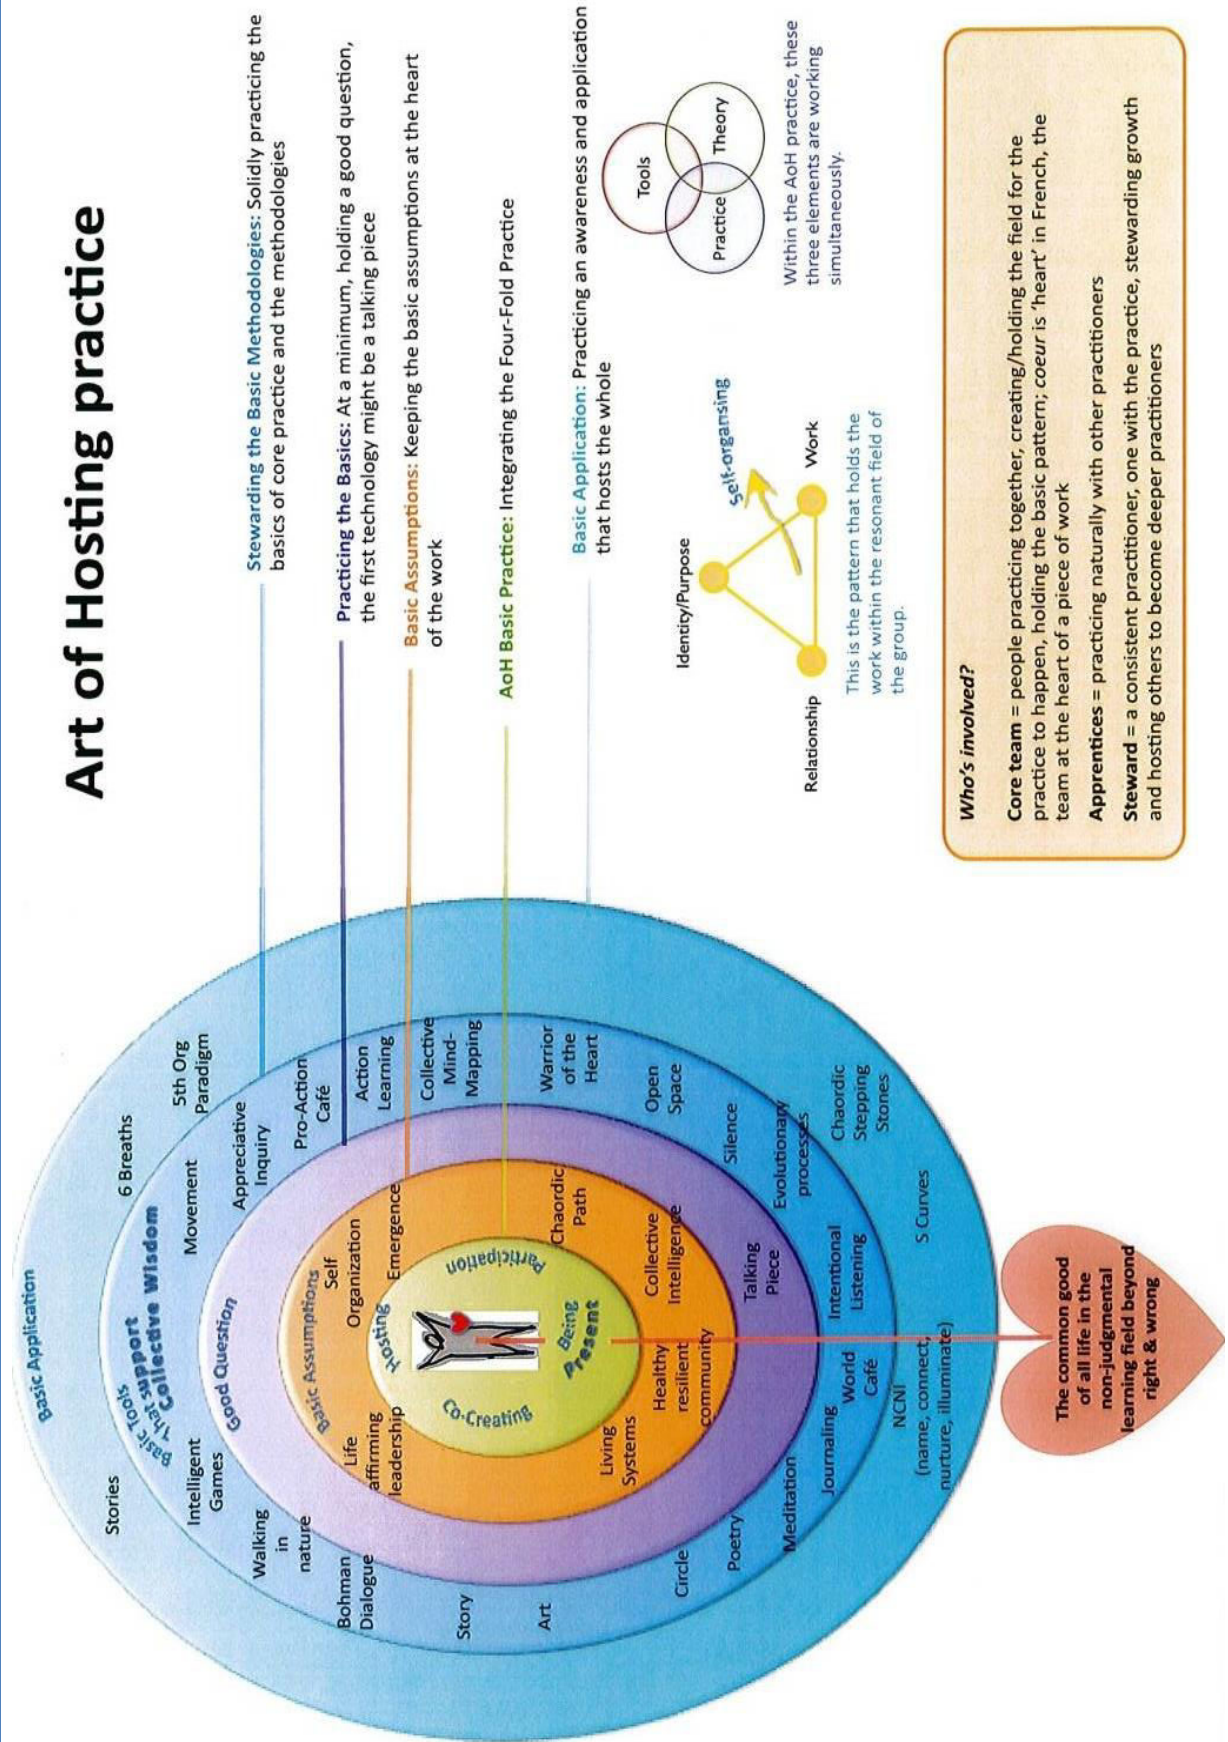 Art of Hosting practice
Basic Application
Stories
6 Breaths
5th Org
Paradigm
Chaordic
Stepping
Stones
S Curves
NCNI
(name, connect,
nurture, illuminate)
Basic Tools
That support
Collective Wisdom
Intelligent
Games
Movement
Appreciative
Inquiry
Pro-Action
Café
Action
Learning
Collective
Mind-
Mapping
Warrior
of the
Heart
Open
Space
Silence
Evolutionary
processes
Intentional
Listening
World
Café
Journaling
Meditation
Poetry
Circle
Art
Story
Bohman
Dialogue
Walking
in
nature
Good Question
Talking
Piece
Basic Assumptions
Self
Organization
Emergence
Chaordic
Path
Collective
Intelligence
Healthy
resilient
community
Living
Systems
Life
affirming
leadership
Hosting
Participation
Being
Present
Co-Creating
The common good
of all life in the
non-judgmental
learning field beyond
right & wrong
Stewarding the Basic Methodologies: Solidly practicing the
basics of core practice and the methodologies
Practicing the Basics: At a minimum, holding a good question,
the first technology might be a talking piece
Basic Assumptions: Keeping the basic assumptions at the heart
of the work
AoH Basic Practice: Integrating the Four-Fold Practice
Basic Application: Practicing an awareness and application
that hosts the whole
Identity/Purpose
Self-organsing
Relationship
Work
This is the pattern that holds the
work within the resonant field of
the group.
Tools
Practice
Theory
Within the AoH practice, these
three elements are working
simultaneously.
Who's involved?
Core team = people practicing together, creating/holding the field for the
practice to happen, holding the basic pattern; coeur is 'heart' in French, the
team at the heart of a piece of work
Apprentices = practicing naturally with other practitioners
Steward = a consistent practitioner, one with the practice, stewarding growth
and hosting others to become deeper practitioners